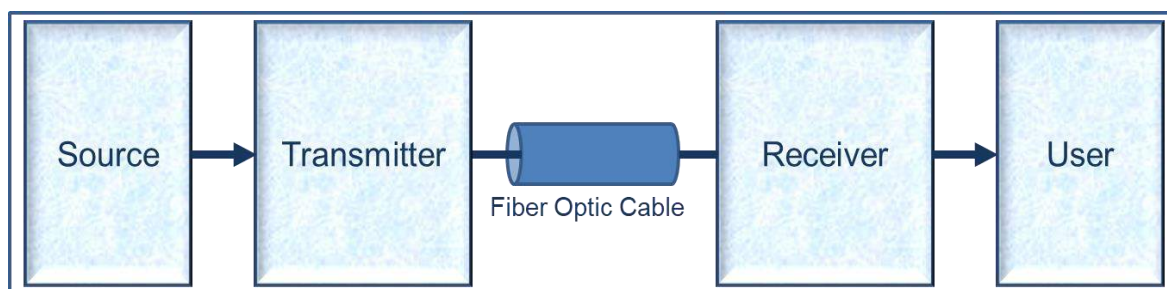 Source
Transmitter
Fiber Optic Cable
Receiver
User